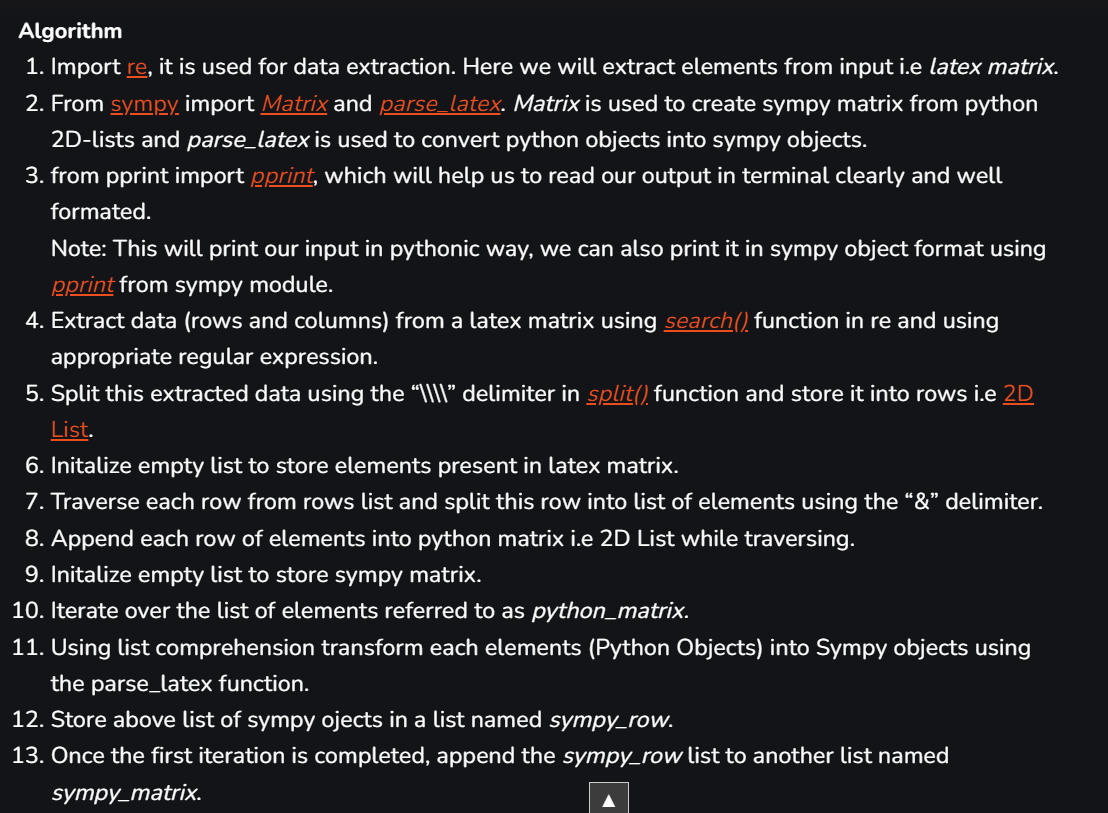 Algorithm
1. Import re, it is used for data extraction. Here we will extract elements from input i.e latex matrix.
2. From sympy import Matrix and parse_latex. Matrix is used to create sympy matrix from python
2D-lists and parse_latex is used to convert python objects into sympy objects.
3. from pprint import pprint, which will help us to read our output in terminal clearly and well
formated.
Note: This will print our input in pythonic way, we can also print it in sympy object format using
pprint from sympy module.
4. Extract data (rows and columns) from a latex matrix using search() function in re and using
appropriate regular expression.
5. Split this extracted data using the “\\\\” delimiter in split() function and store it into rows i.e 2D
List.
6. Initalize empty list to store elements present in latex matrix.
7. Traverse each row from rows list and split this row into list of elements using the “&” delimiter.
8. Append each row of elements into python matrix i.e 2D List while traversing.
9. Initalize empty list to store sympy matrix.
10. Iterate over the list of elements referred to as python_matrix.
11. Using list comprehension transform each elements (Python Objects) into Sympy objects using
the parse_latex function.
12. Store above list of sympy ojects in a list named sympy_row.
13. Once the first iteration is completed, append the sympy_row list to another list named
sympy_matrix.